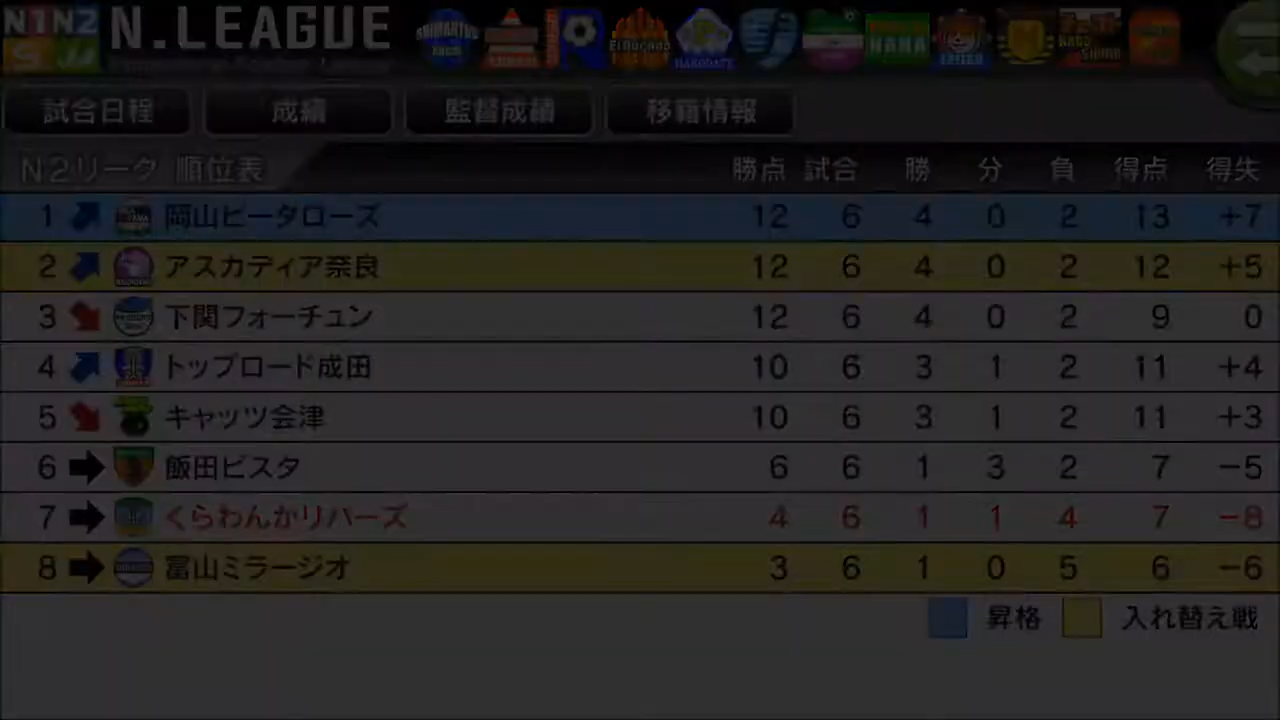 N1 N2
S J
N.LEAGUE
ElDorado
HAKODATE
HANA
試合日程 成績 監督成績 移籍情報
N2リーグ 順位表 勝点 試合 勝 分 負 得点 得失
1 岡山ピータローズ 12 6 4 0 2 13 +7
2 アスカディア奈良 12 6 4 0 2 12 +5
3 下関フォーチュン 12 6 4 0 2 9 0
4 トップロード成田 10 6 3 1 2 11 +4
5 キャッツ会津 10 6 3 1 2 11 +3
6 飯田ビスタ 6 6 1 3 2 7 -5
7 くらわんかリバーズ 4 6 1 1 4 7 -8
8 富山ミラージオ 3 6 1 0 5 6 -6
昇格 入れ替え戦